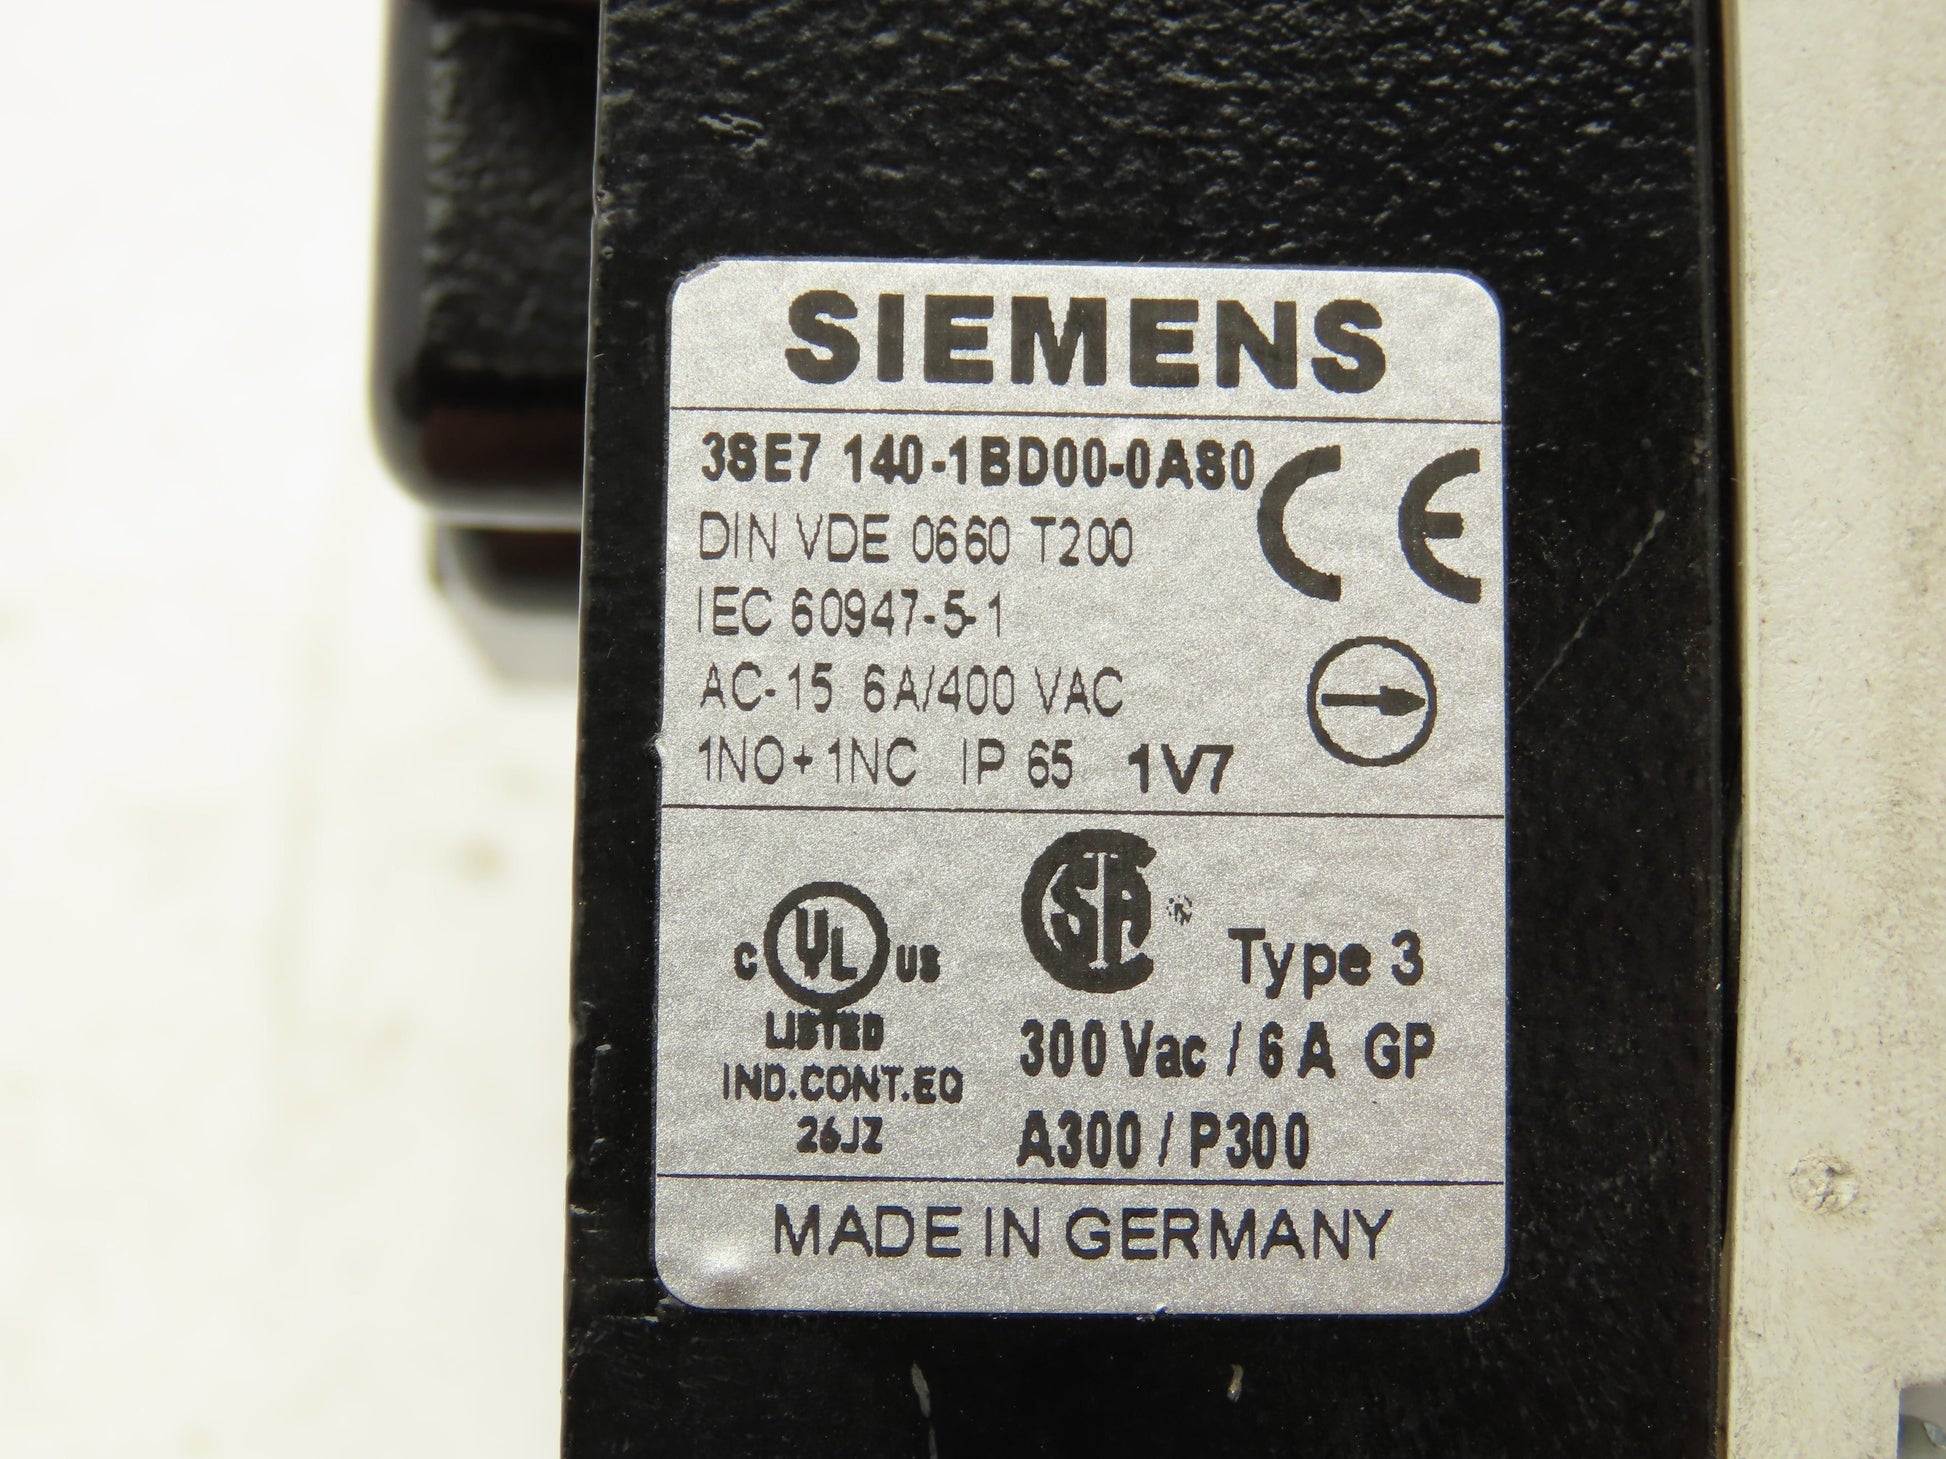 SIEMENS
3SE7 140-1BD00-0AS0
CE
DIN VDE 0660 T200
IEC 60947-5-1
AC-15 6A/400 VAC
1NO+1NC IP 65 1V7
C UL US
LISTED
IND.CONT.EQ
26JZ
CSA
Type 3
300 Vac / 6 A GP
A300 / P300
MADE IN GERMANY